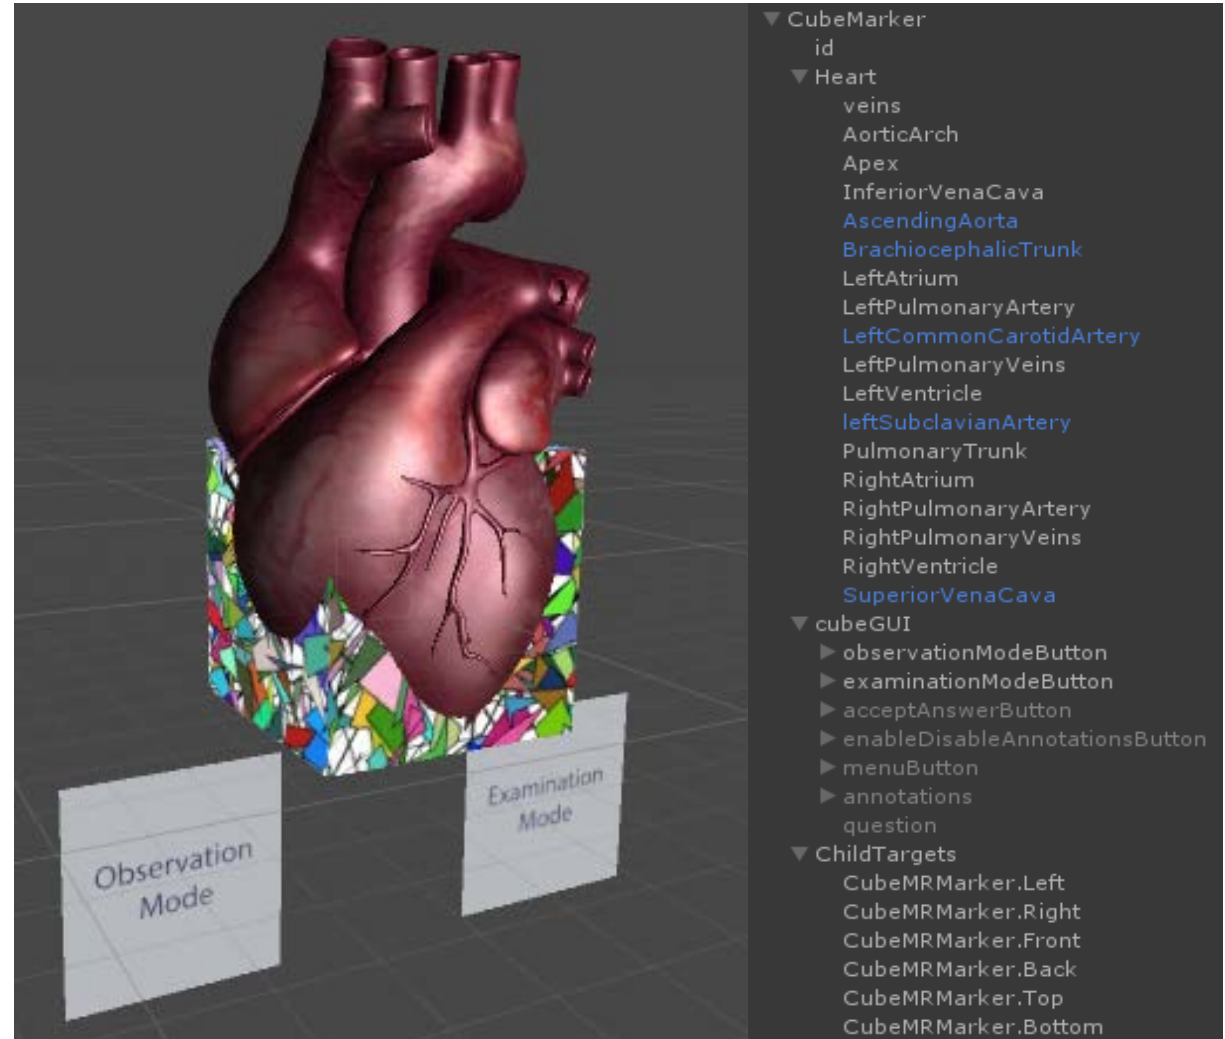 Observation
Mode
Examination
Mode
CubeMarker
id
Heart
veins
AorticArch
Apex
InferiorVenaCava
AscendingAorta
BrachiocephalicTrunk
LeftAtrium
LeftPulmonaryArtery
LeftCommonCarotidArtery
LeftPulmonaryVeins
LeftVentricle
leftSubclavianArtery
PulmonaryTrunk
RightAtrium
RightPulmonaryArtery
RightPulmonaryVeins
RightVentricle
SuperiorVenaCava
cubeGUI
observationModeButton
examinationModeButton
acceptAnswerButton
enableDisableAnnotationsButton
menuButton
annotations
question
ChildTargets
CubeMRMarker.Left
CubeMRMarker.Right
CubeMRMarker.Front
CubeMRMarker.Back
CubeMRMarker.Top
CubeMRMarker.Bottom